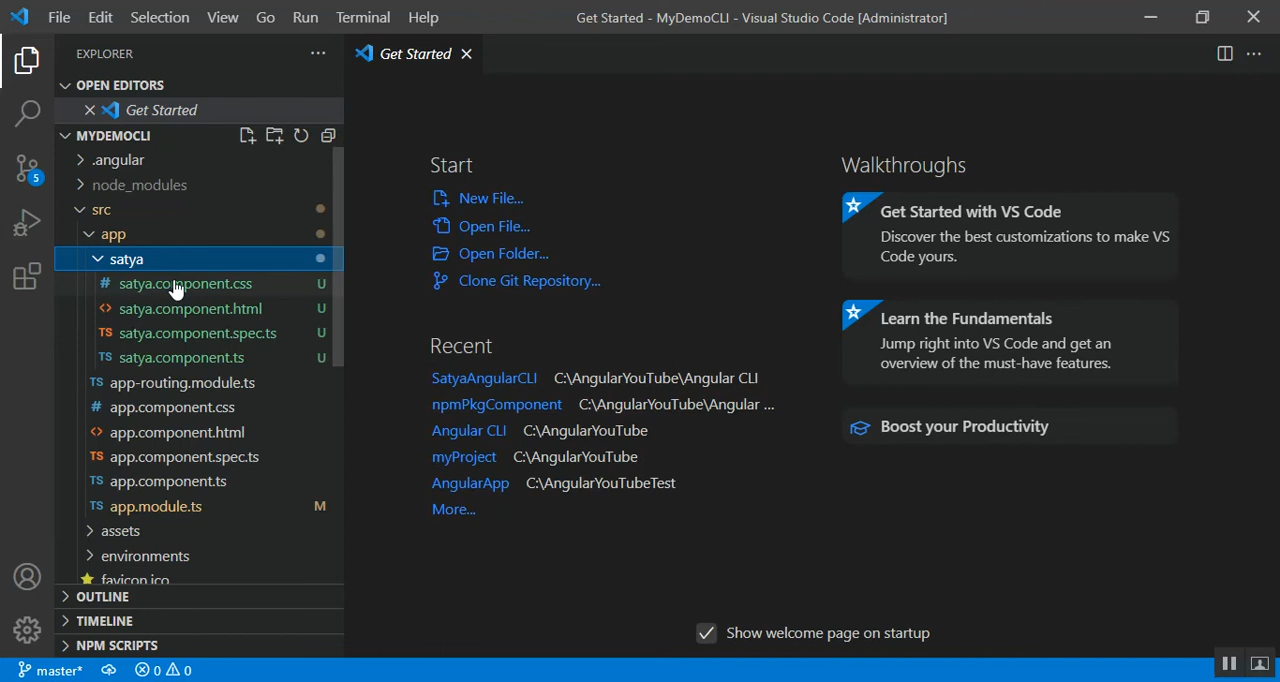 File Edit Selection View Go Run Terminal Help
Get Started - MyDemoCLI - Visual Studio Code [Administrator]
EXPLORER
Get Started
OPEN EDITORS
Get Started
MYDEMOCLI
.angular
node_modules
src
app
satya
# satya.component.css U
<> satya.component.html U
TS satya.component.spec.ts U
TS satya.component.ts U
TS app-routing.module.ts
# app.component.css
<> app.component.html
TS app.component.spec.ts
TS app.component.ts
TS app.module.ts M
assets
environments
favicon.ico
OUTLINE
TIMELINE
NPM SCRIPTS
Start
New File...
Open File...
Open Folder...
Clone Git Repository...
Recent
SatyaAngularCLI C:\AngularYouTube\Angular CLI
npmPkgComponent C:\AngularYouTube\Angular ...
Angular CLI C:\AngularYouTube
myProject C:\AngularYouTube
AngularApp C:\AngularYouTubeTest
More...
Walkthroughs
Get Started with VS Code
Discover the best customizations to make VS
Code yours.
Learn the Fundamentals
Jump right into VS Code and get an
overview of the must-have features.
Boost your Productivity
Show welcome page on startup
5
master* 0 0